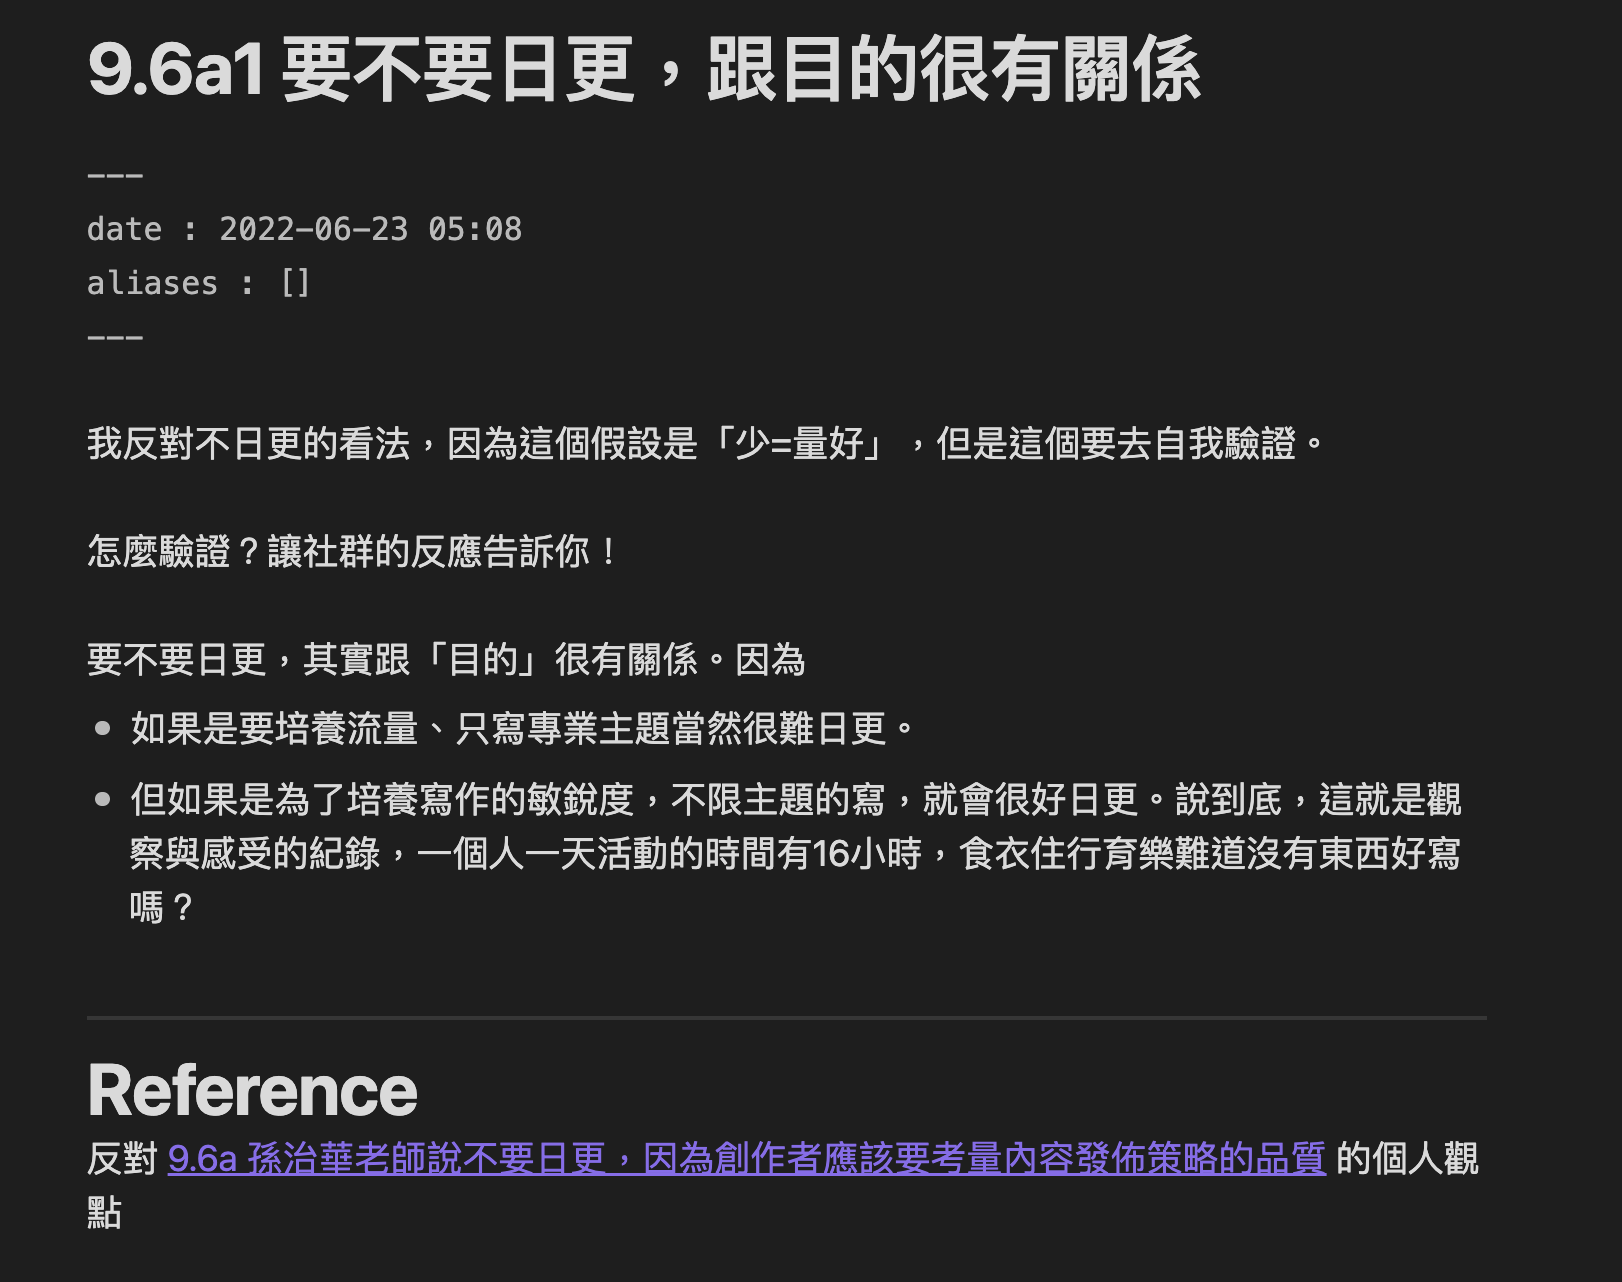 9.6a1 要不要日更，跟目的很有關係
---
date : 2022-06-23 05:08
aliases : []
---
我反對不日更的看法，因為這個假設是「少=量好」，但是這個要去自我驗證。
怎麼驗證？讓社群的反應告訴你！
要不要日更，其實跟「目的」很有關係。因為
• 如果是要培養流量、只寫專業主題當然很難日更。
• 但如果是為了培養寫作的敏銳度，不限主題的寫，就會很好日更。說到底，這就是觀
察與感受的紀錄，一個人一天活動的時間有16小時，食衣住行育樂難道沒有東西好寫
嗎？
Reference
反對 9.6a 孫治華老師說不要日更，因為創作者應該要考量內容發佈策略的品質 的個人觀
點